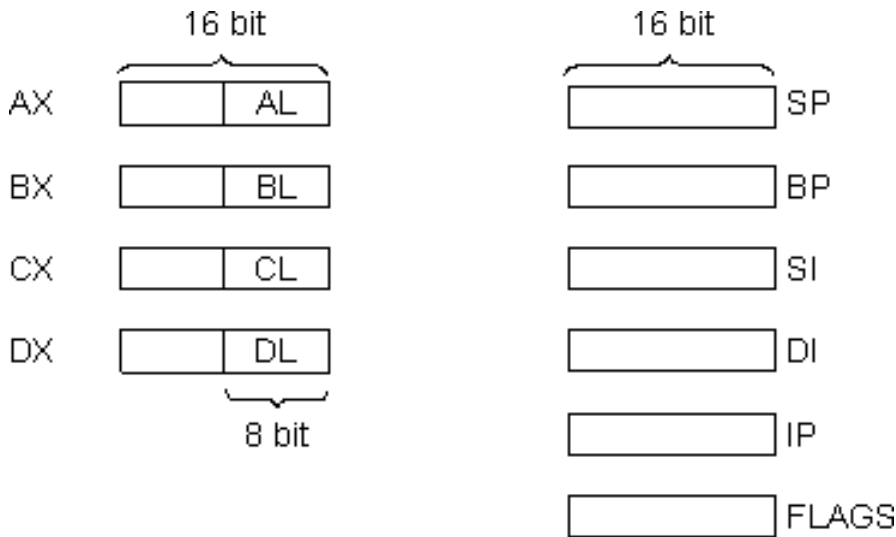 16 bit 16 bit
AX AL SP
BX BL BP
CX CL SI
DX DL DI
8 bit IP
FLAGS